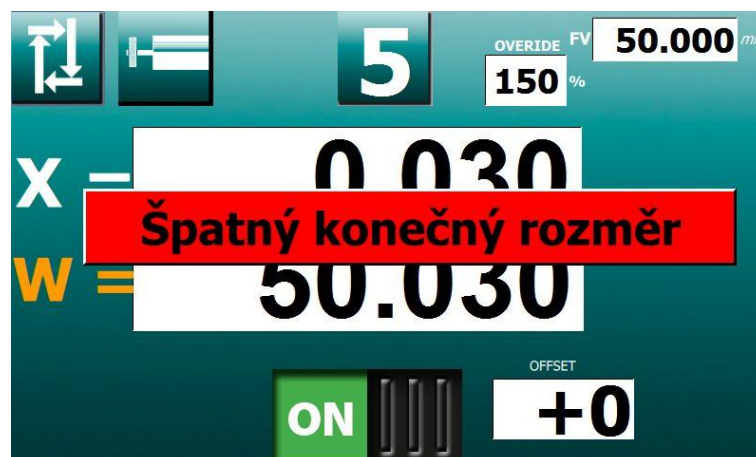 5
OVERIDE FV 50.000
150 %
X = 0.030
Špatný konečný rozměr
W = 50.030
OFFSET
ON +0